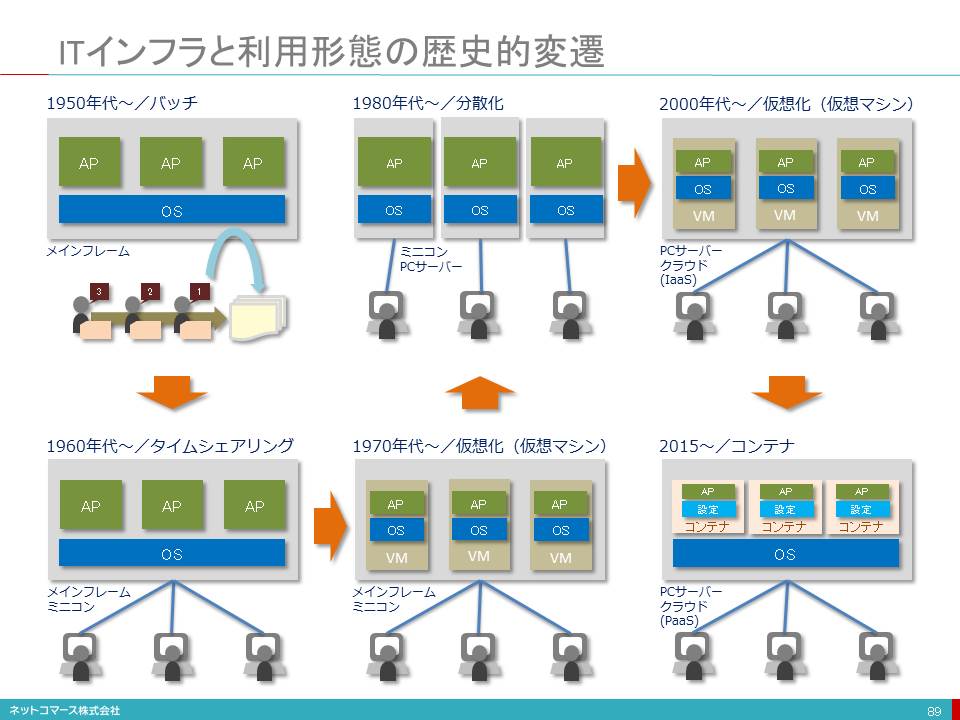 ITインフラと利用形態の歴史的変遷
1950年代～／バッチ
AP AP AP
OS
メインフレーム
3 2 1
1980年代～／分散化
AP AP AP
OS OS OS
ミニコン
PCサーバー
2000年代～／仮想化（仮想マシン）
AP AP AP
OS OS OS
VM VM VM
PCサーバー
クラウド
(IaaS)
1960年代～／タイムシェアリング
AP AP AP
OS
メインフレーム
ミニコン
1970年代～／仮想化（仮想マシン）
AP AP AP
OS OS OS
VM VM VM
メインフレーム
ミニコン
2015～／コンテナ
AP AP AP
設定 設定 設定
コンテナ コンテナ コンテナ
OS
PCサーバー
クラウド
(PaaS)
ネットコマース株式会社
89